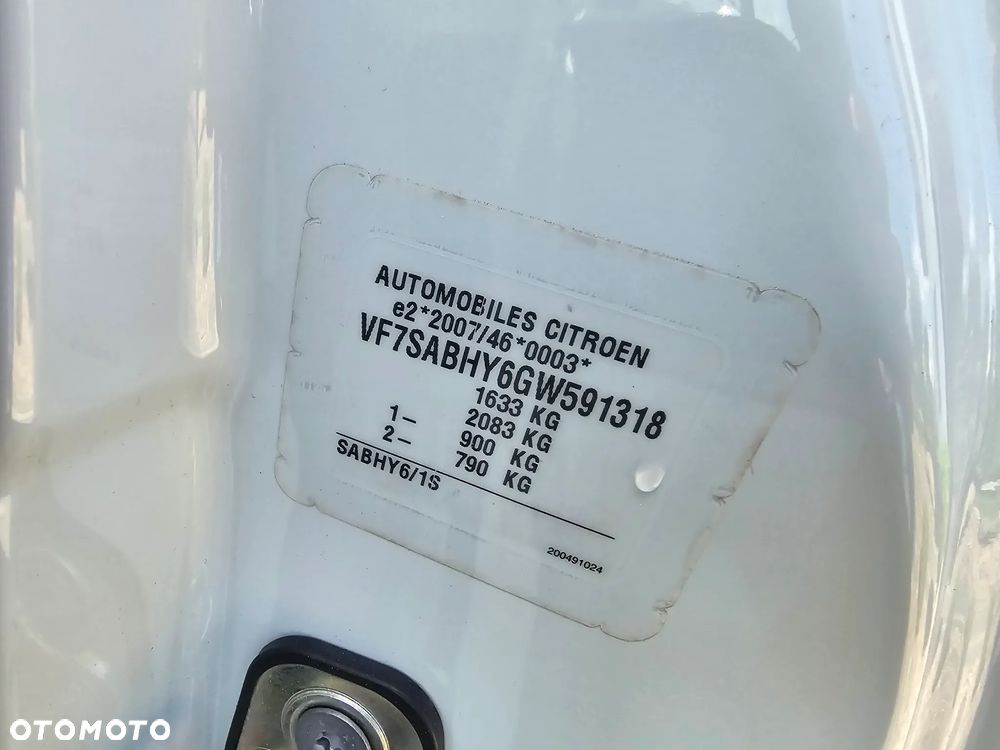 AUTOMOBILES CITROEN
e2*2007/46*0003*
VF7SABHY6GW591318
1633 KG
1- 2083 KG
2- 900 KG
790 KG
SABHY6/1S
200491024
OTOMOTO